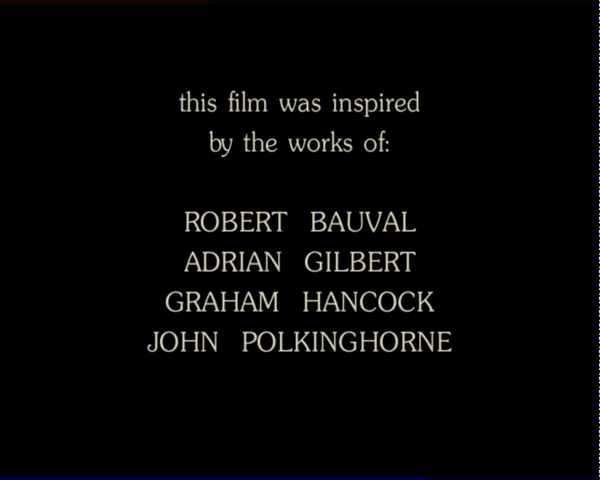 this film was inspired
by the works of:
ROBERT BAUVAL
ADRIAN GILBERT
GRAHAM HANCOCK
JOHN POLKINGHORNE